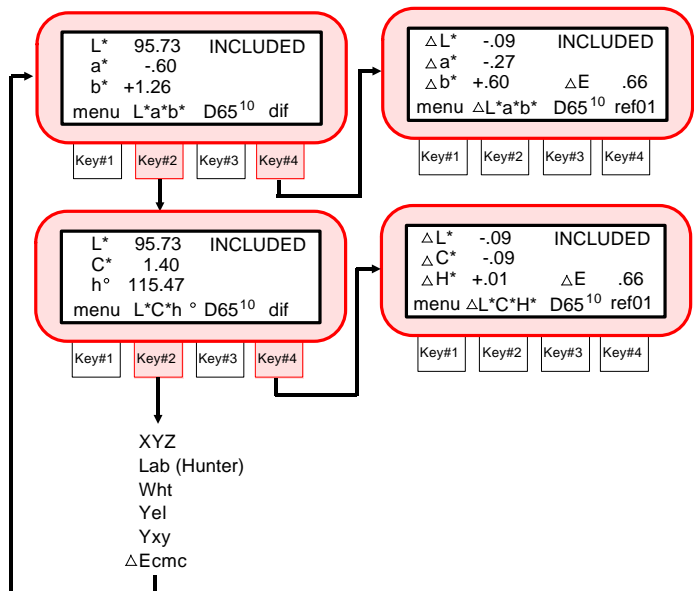 L* 95.73 INCLUDED
a* -.60
b* +1.26
menu L*a*b* D65¹⁰ dif
Key#1 Key#2 Key#3 Key#4
△L* -.09 INCLUDED
△a* -.27
△b* +.60 △E .66
menu △L*a*b* D65¹⁰ ref01
Key#1 Key#2 Key#3 Key#4
L* 95.73 INCLUDED
C* 1.40
h° 115.47
menu L*C*h ° D65¹⁰ dif
Key#1 Key#2 Key#3 Key#4
△L* -.09 INCLUDED
△C* -.09
△H* +.01 △E .66
menu △L*C*H* D65¹⁰ ref01
Key#1 Key#2 Key#3 Key#4
XYZ
Lab (Hunter)
Wht
Yel
Yxy
△Ecmc